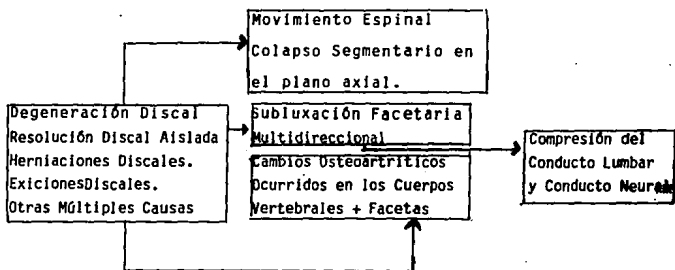 Movimiento Espinal
Colapso Segmentario en
el plano axial.
Degeneración Discal
Resolución Discal Aislada
Herniaciones Discales.
ExicionesDiscales.
Otras Múltiples Causas
Subluxación Facetaria
Multidireccional
Cambios Osteoartríticos
Ocurridos en los Cuerpos
Vertebrales + Facetas
Compresión del
Conducto Lumbar
y Conducto